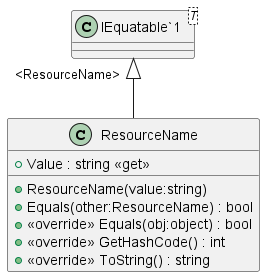 C IEquatable`1 T
<ResourceName>
C ResourceName
Value : string «get»
ResourceName(value:string)
Equals(other:ResourceName) : bool
«override» Equals(obj:object) : bool
«override» GetHashCode() : int
«override» ToString() : string